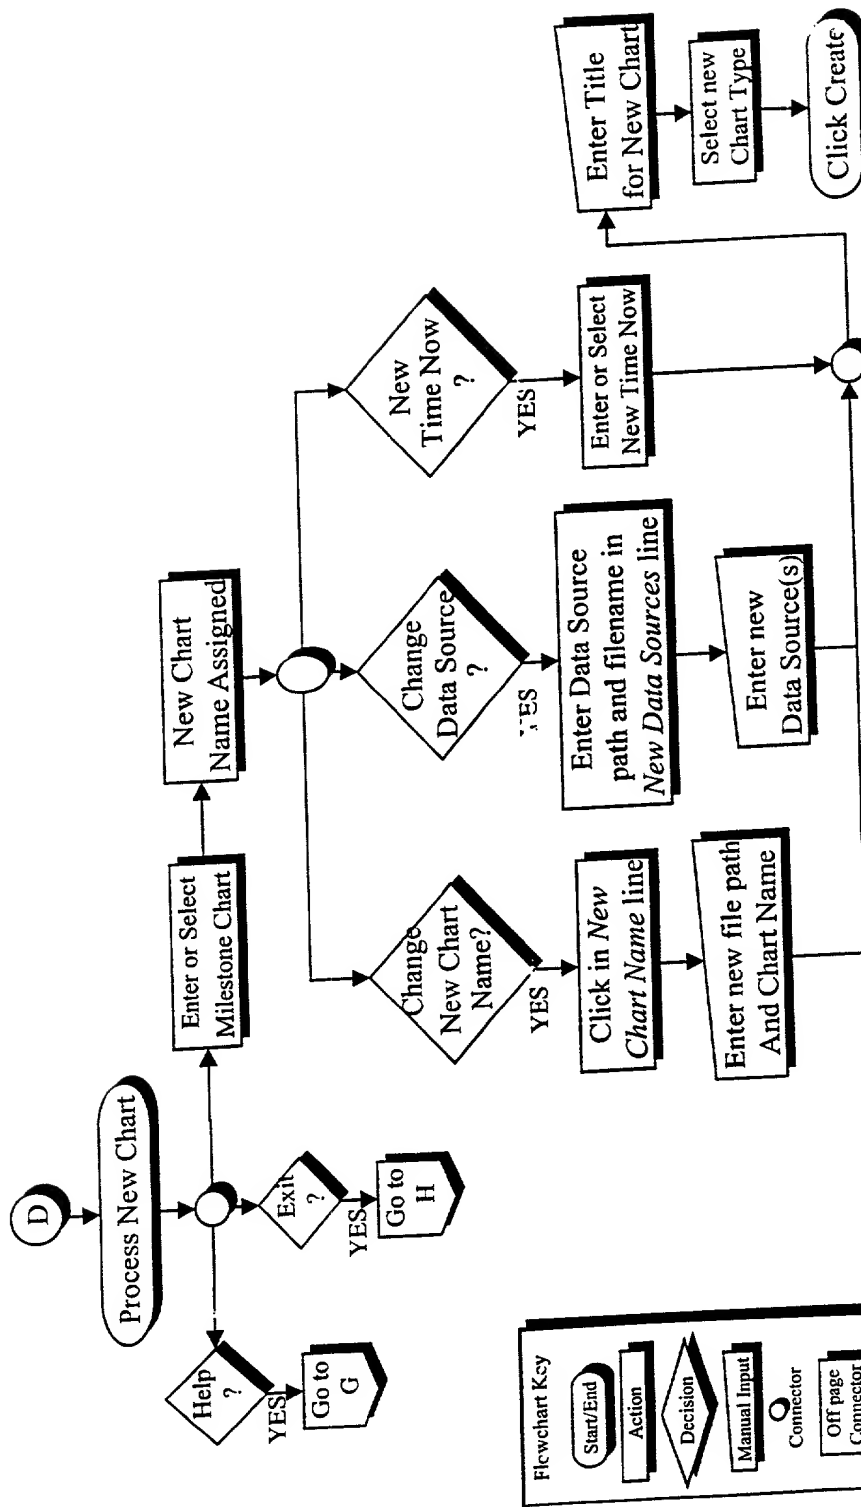 D
Process New Chart
Help
?
YES
Go to
G
Exit
?
YES
Go to
H
Enter or Select
Milestone Chart
New Chart
Name Assigned
Change
New Chart
Name?
YES
Click in New
Chart Name line
Enter new file path
And Chart Name
Change
Data Source
?
YES
Enter Data Source
path and filename in
New Data Sources line
Enter new
Data Source(s)
New
Time Now
?
YES
Enter or Select
New Time Now
Enter Title
for New Chart
Select new
Chart Type
Click Create
Flowchart Key
Start/End
Action
Decision
Manual Input
Connector
Off page
Connector